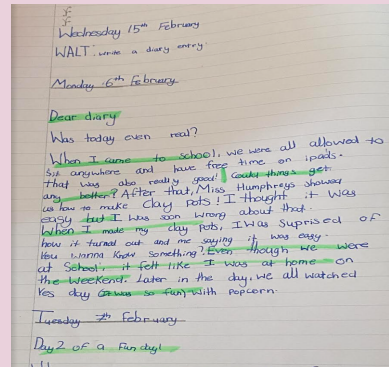 Wednesday 15th February
WALT: write a diary entry
Monday 6th February
Dear diary
Was today even real?
When I came to school, we were all allowed to
Sit anywhere and have free time on ipads.
that was also really good! Could things get
any better? After that, Miss Humphreys showed
us how to make clay pots! I thought it was
easy but I was soon wrong about that.
When I made my clay pots, I was Suprised of
how it turned out and me saying it was easy.
You wanna know something? Even though we were
at School, it felt like I was at home on
the weekend. Later in the day, we all watched
Yes day (It was so fun) with popcorn.
Tuesday 7th February
Day 2 of a fun day!